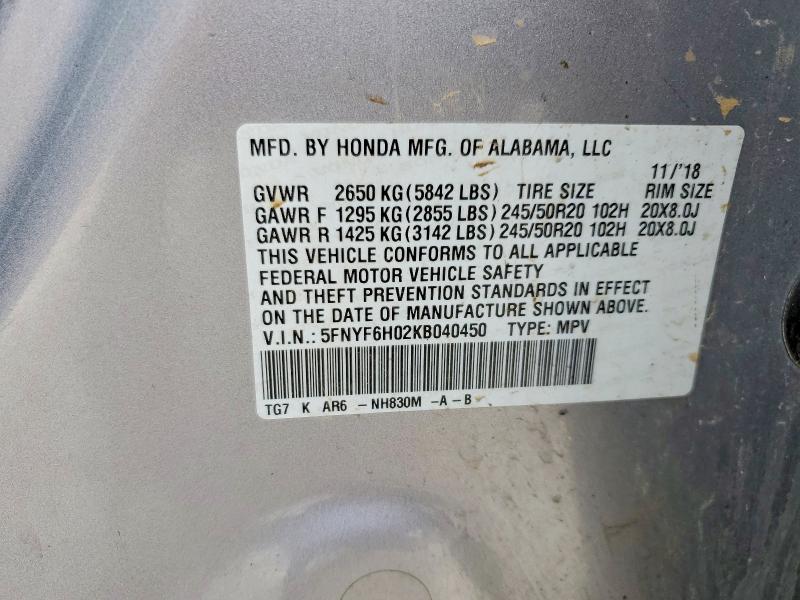 MFD. BY HONDA MFG. OF ALABAMA, LLC
11/'18
GVWR 2650 KG(5842 LBS) TIRE SIZE RIM SIZE
GAWR F 1295 KG(2855 LBS) 245/50R20 102H 20X8.0J
GAWR R 1425 KG(3142 LBS) 245/50R20 102H 20X8.0J
THIS VEHICLE CONFORMS TO ALL APPLICABLE
FEDERAL MOTOR VEHICLE SAFETY
AND THEFT PREVENTION STANDARDS IN EFFECT
ON THE DATE OF MANUFACTURE SHOWN ABOVE.
V.I.N.: 5FNYF6H02KB040450 TYPE: MPV
TG7 K AR6 -NH830M -A-B